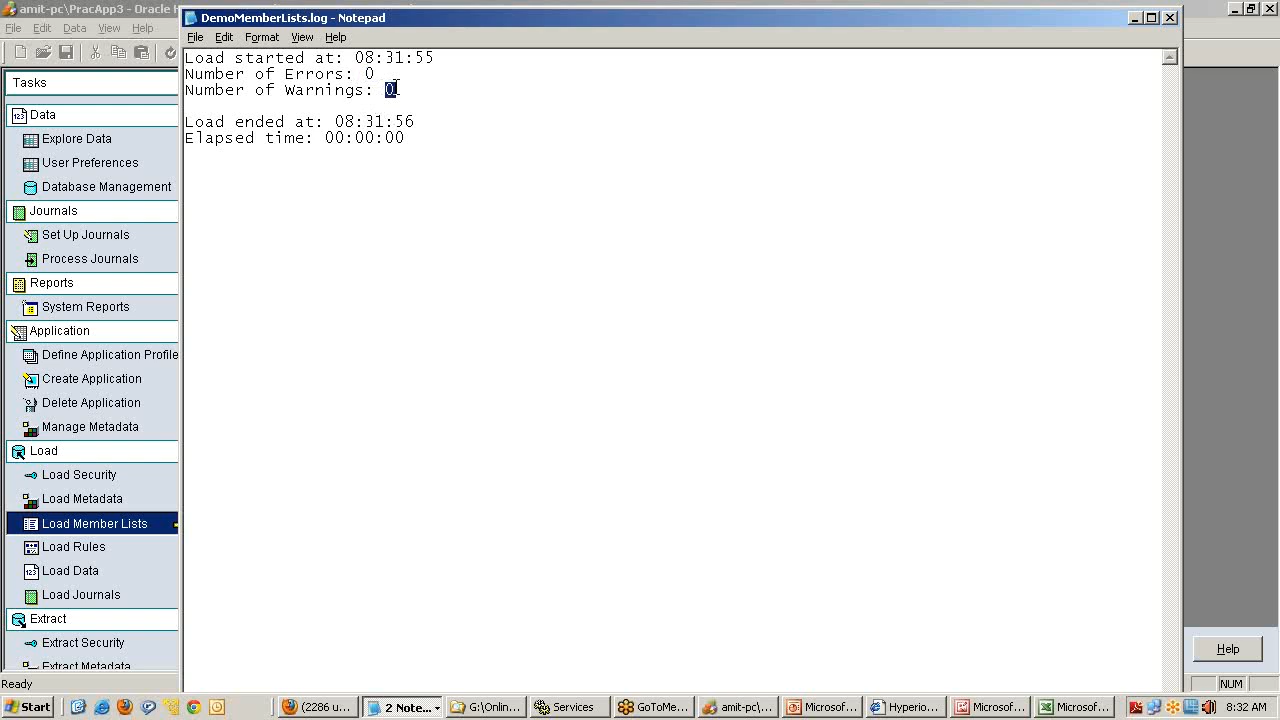 amit-pc\PracApp3 - Oracle H
DemoMemberLists.log - Notepad
File Edit Data View Help
File Edit Format View Help
Load started at: 08:31:55
Number of Errors: 0
Number of Warnings: 0
Load ended at: 08:31:56
Elapsed time: 00:00:00
Tasks
Data
Explore Data
User Preferences
Database Management
Journals
Set Up Journals
Process Journals
Reports
System Reports
Application
Define Application Profile
Create Application
Delete Application
Manage Metadata
Load
Load Security
Load Metadata
Load Member Lists
Load Rules
Load Data
Load Journals
Extract
Extract Security
Extract Metadata
Help
Ready
NUM
Start
(2286 u...
2 Note...
G:\Onlin...
Services
GoToMe...
amit-pc\...
Microsof...
Hyperio...
Microsof...
Microsof...
8:32 AM